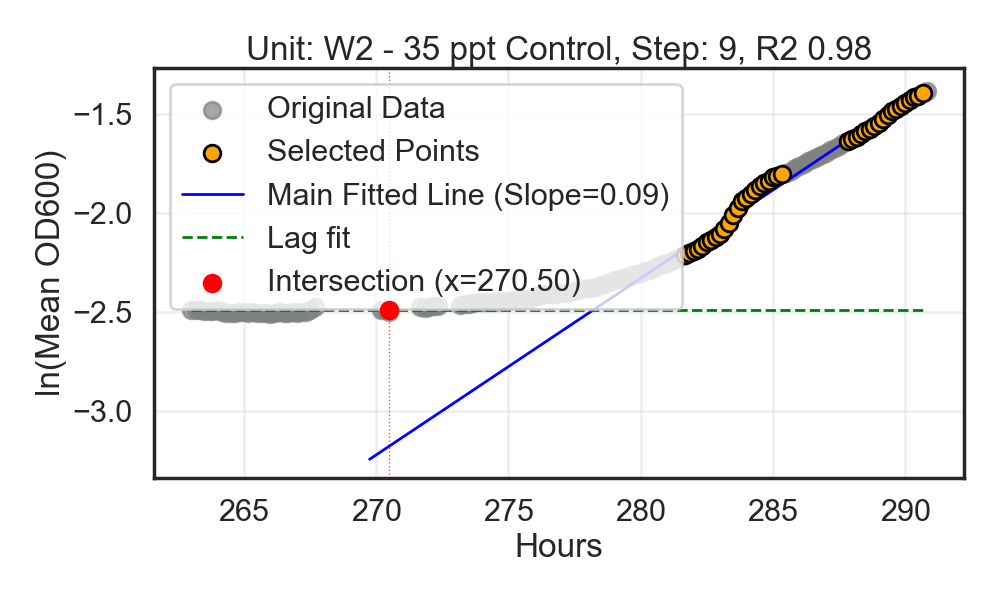 Unit: W2 - 35 ppt Control, Step: 9, R2 0.98
Original Data
Selected Points
Main Fitted Line (Slope=0.09)
Lag fit
Intersection (x=270.50)
ln(Mean OD600)
−1.5
−2.0
−2.5
−3.0
265 270 275 280 285 290
Hours